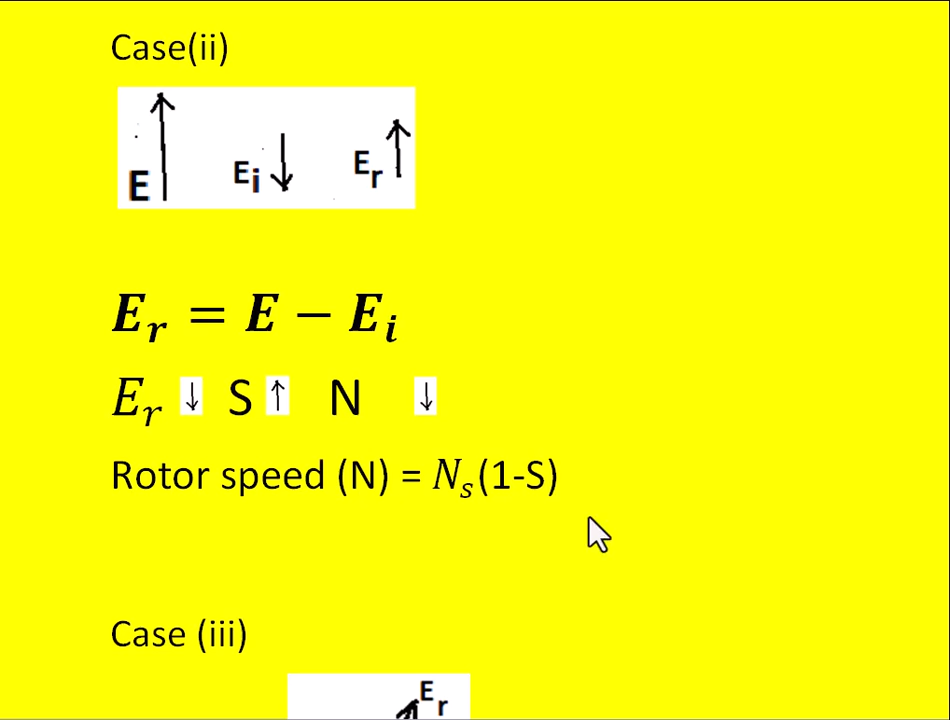 Case(ii)
E Ei Er
Er = E − Ei
Er ↓ S ↑ N ↓
Rotor speed (N) = Ns(1-S)
Case (iii)
Er